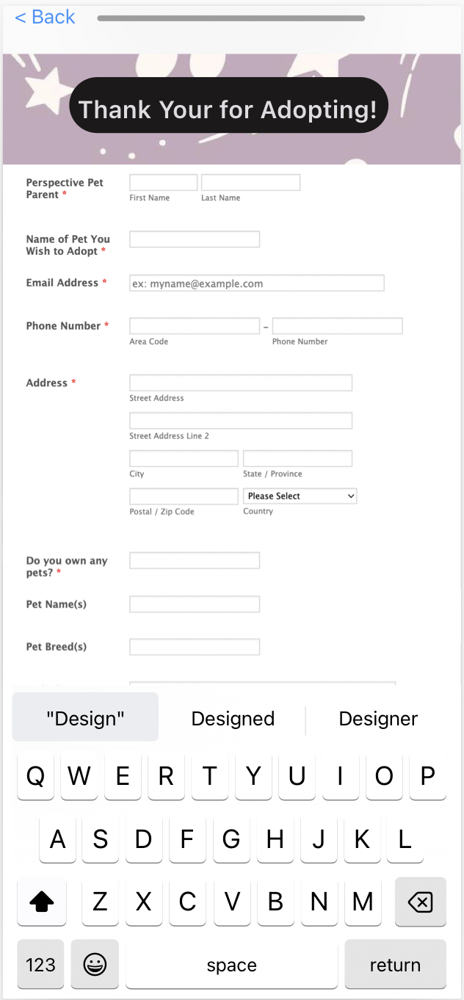 < Back
Thank Your for Adopting!
Perspective Pet
Parent *
First Name Last Name
Name of Pet You
Wish to Adopt *
Email Address * ex: myname@example.com
Phone Number * –
Area Code Phone Number
Address *
Street Address
Street Address Line 2
City State / Province
Please Select
Postal / Zip Code Country
Do you own any
pets? *
Pet Name(s)
Pet Breed(s)
"Design" Designed Designer
Q W E R T Y U I O P
A S D F G H J K L
Z X C V B N M
123 space return